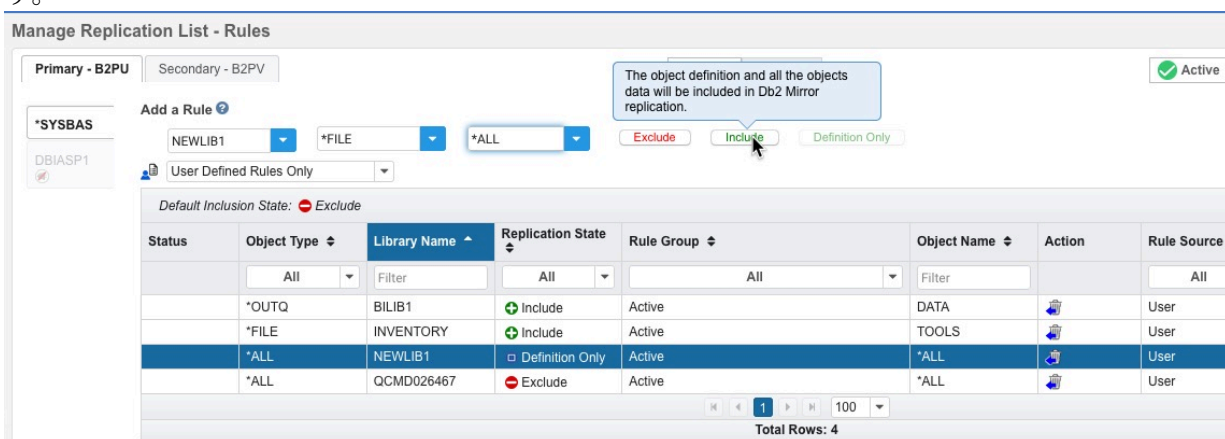 す。
Manage Replication List - Rules
Primary - B2PU Secondary - B2PV
The object definition and all the objects
data will be included in Db2 Mirror
replication.
Active
*SYSBAS
DBIASP1
Add a Rule
NEWLIB1 *FILE *ALL Exclude Include Definition Only
User Defined Rules Only
Default Inclusion State: Exclude
Status Object Type Library Name Replication State Rule Group Object Name Action Rule Source
All Filter All All Filter All
*OUTQ BILIB1 Include Active DATA User
*FILE INVENTORY Include Active TOOLS User
*ALL NEWLIB1 Definition Only Active *ALL User
*ALL QCMD026467 Exclude Active *ALL User
1 100
Total Rows: 4